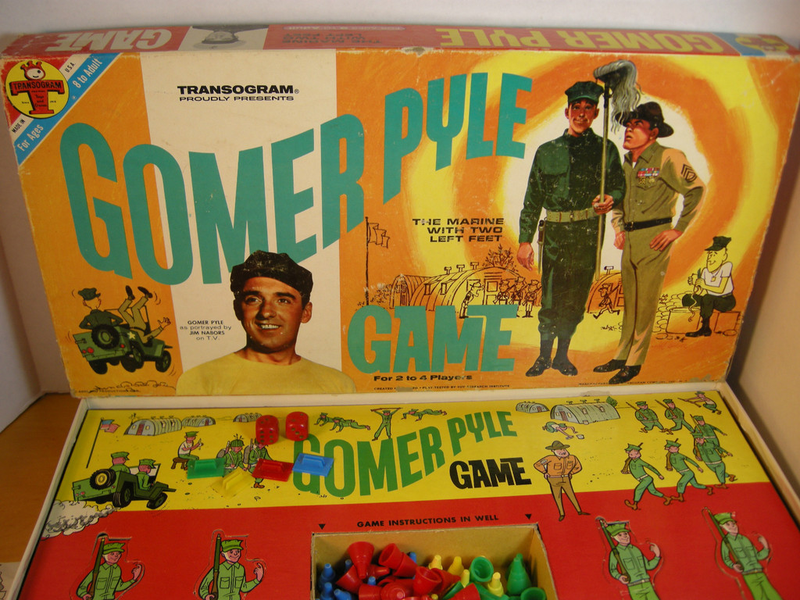 GOMER PYLE
GAME
TRANSOGRAM
MADE IN
U.S.A.
For Ages
8 to Adult
TRANSOGRAM®
PROUDLY PRESENTS
GOMER PYLE
THE MARINE
WITH TWO
LEFT FEET
GAME
For 2 to 4 Players
GOMER PYLE
as portrayed by
JIM NABORS
on T.V.
GOMER PYLE
GAME
GAME INSTRUCTIONS IN WELL